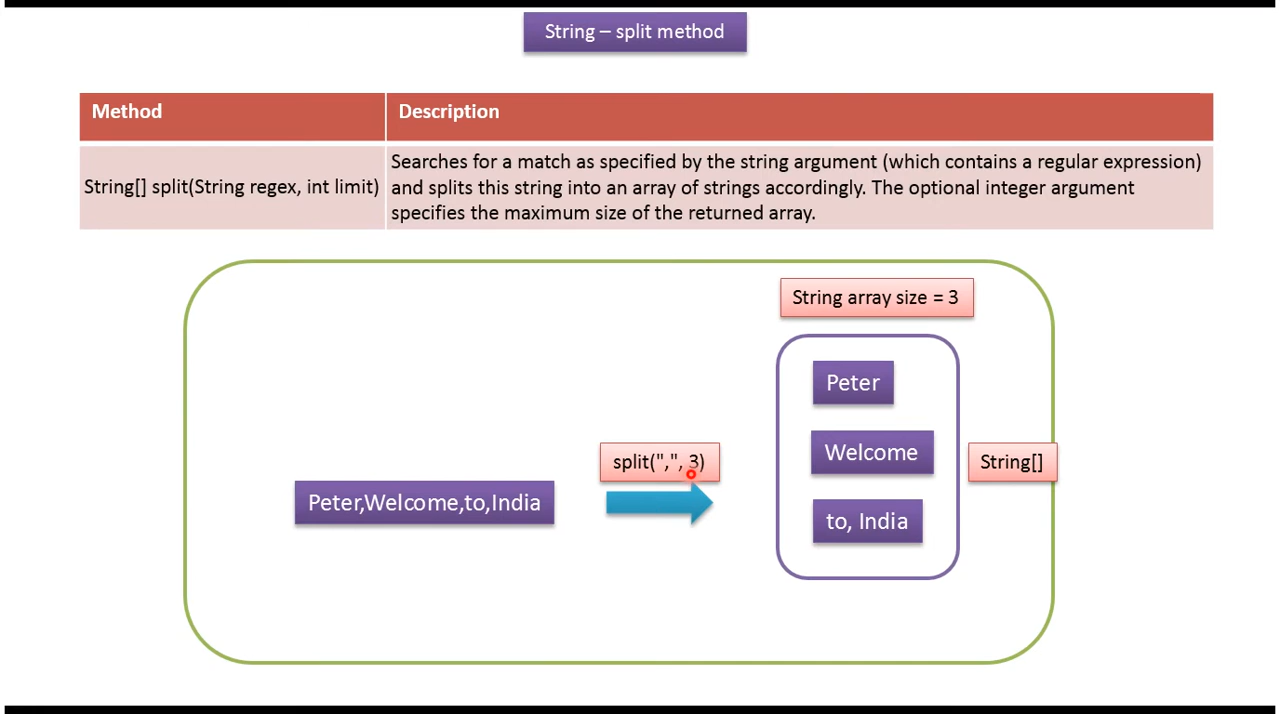 String – split method
Method
Description
String[] split(String regex, int limit)
Searches for a match as specified by the string argument (which contains a regular expression)
and splits this string into an array of strings accordingly. The optional integer argument
specifies the maximum size of the returned array.
String array size = 3
Peter
Welcome
to, India
String[]
split(",", 3)
Peter,Welcome,to,India